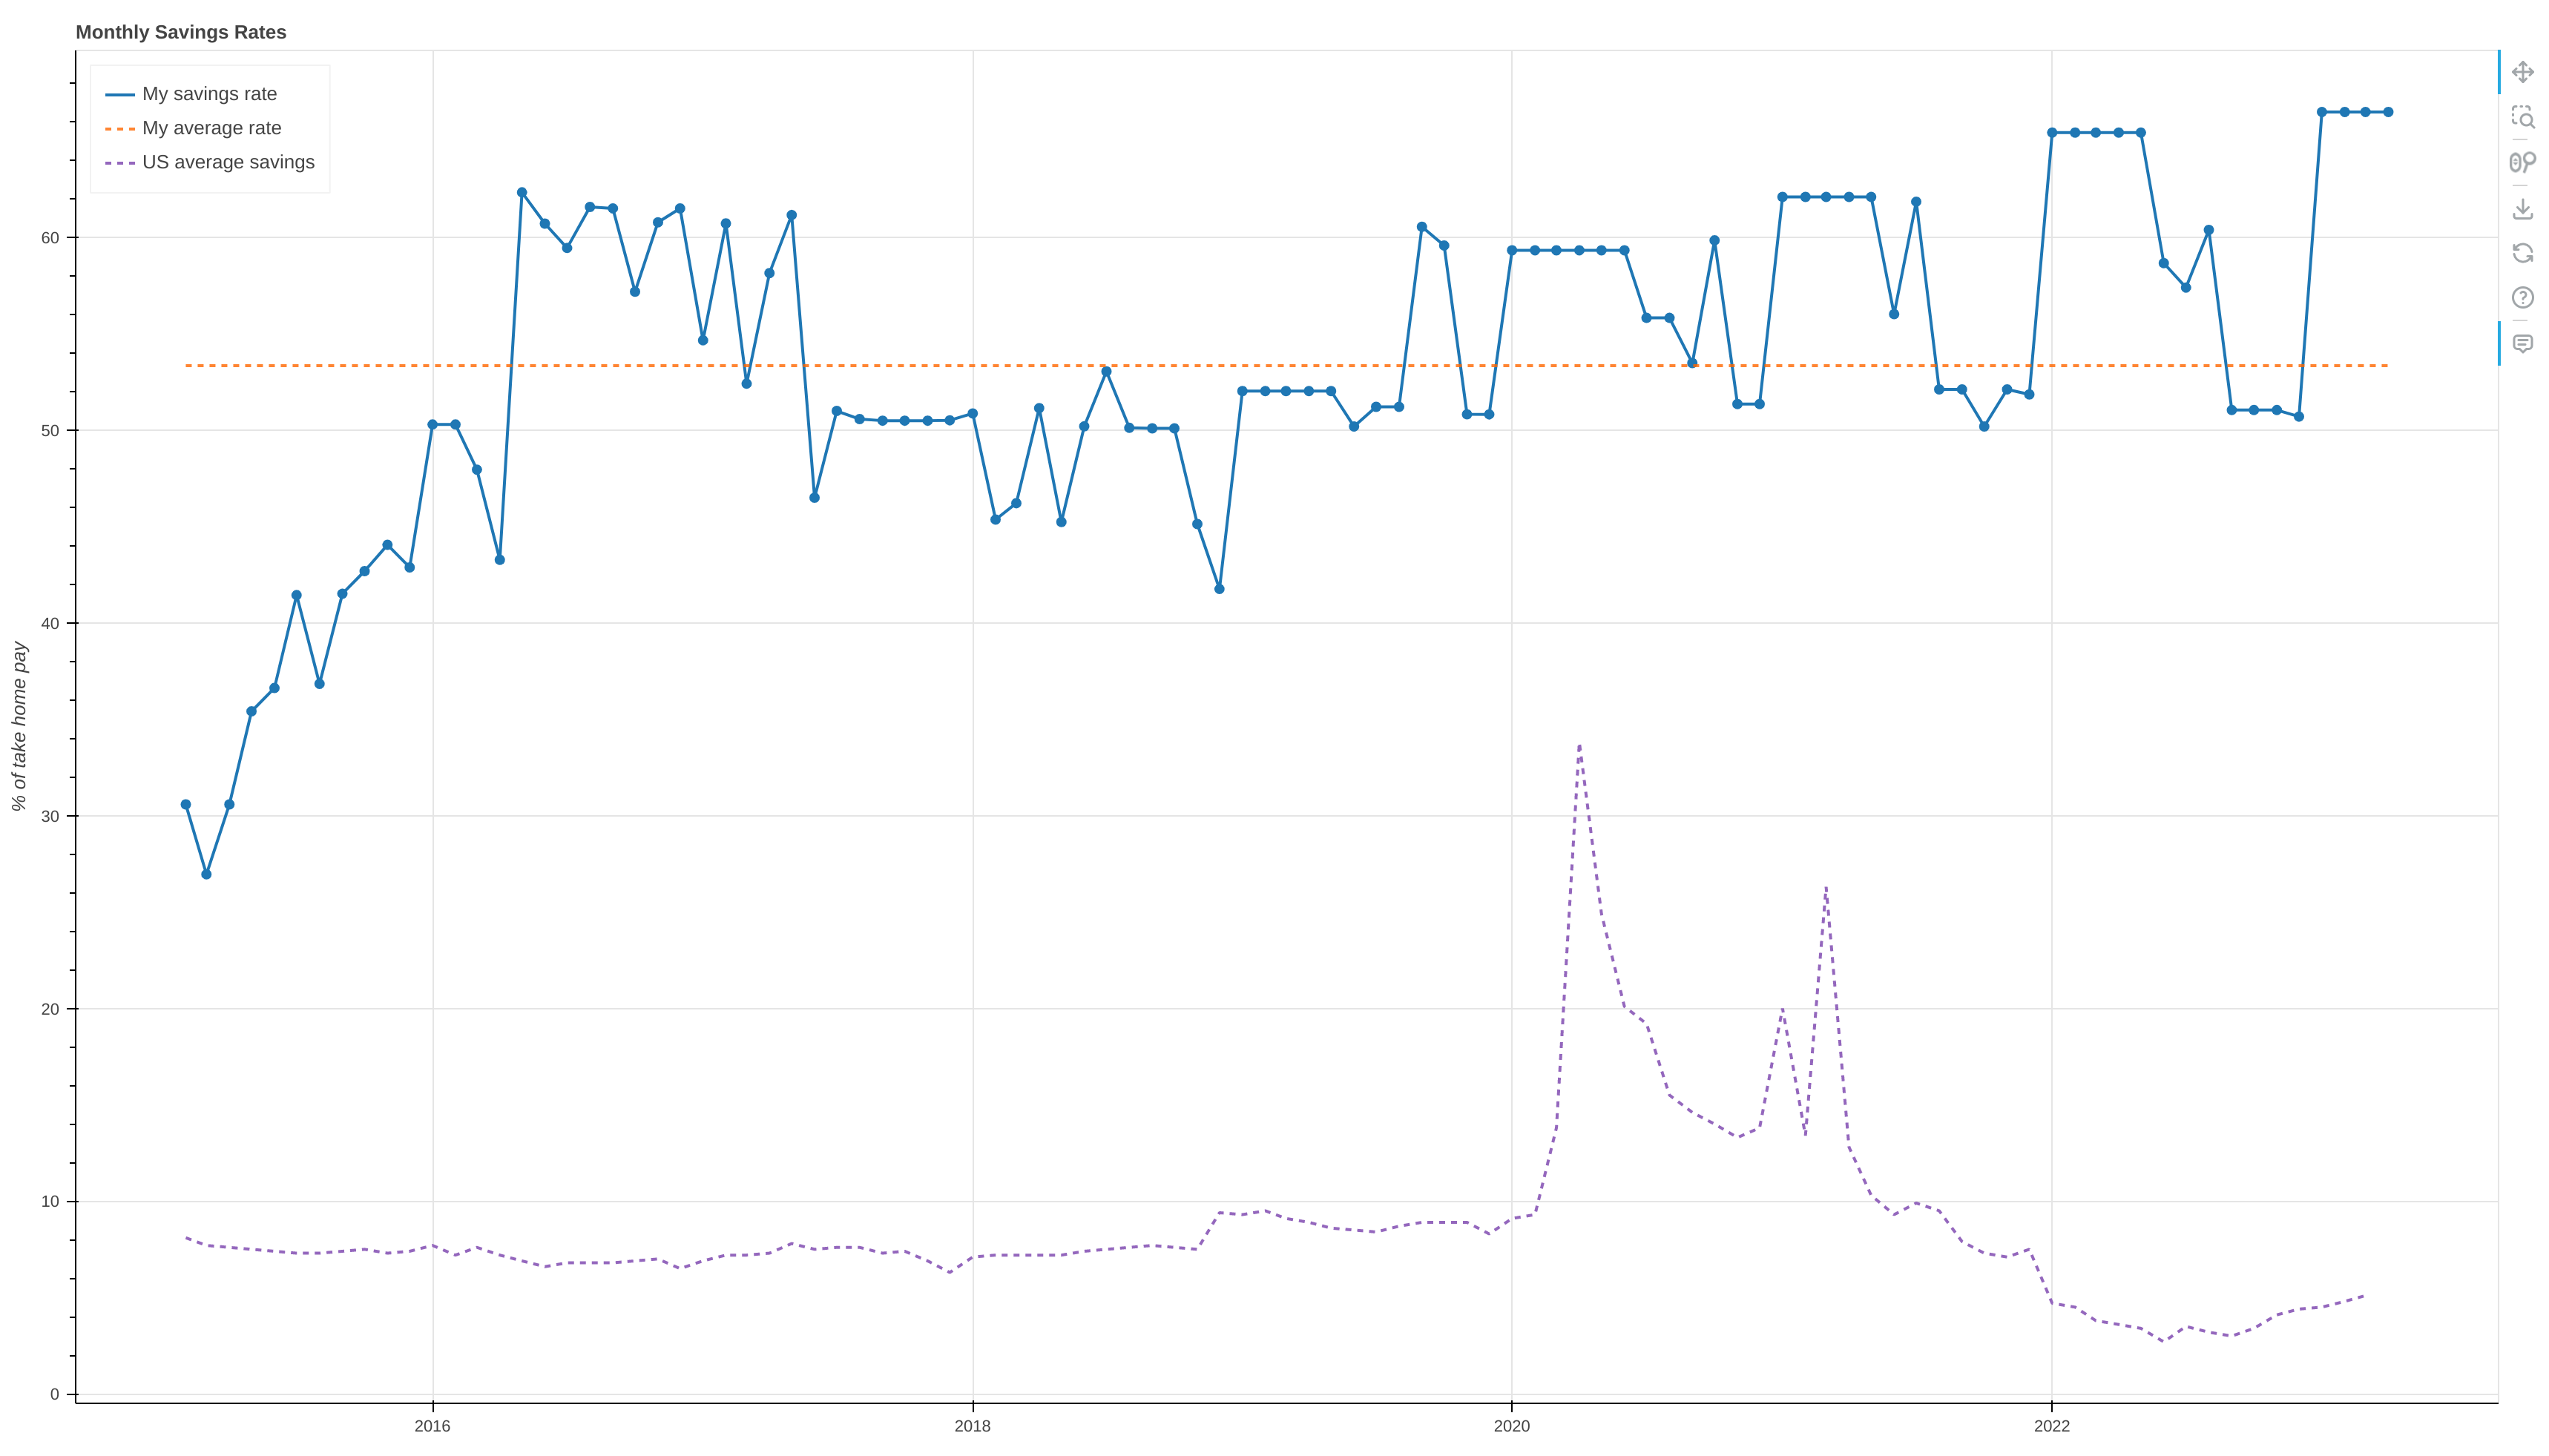 Monthly Savings Rates
My savings rate
My average rate
US average savings
% of take home pay
60
50
40
30
20
10
0
2016
2018
2020
2022